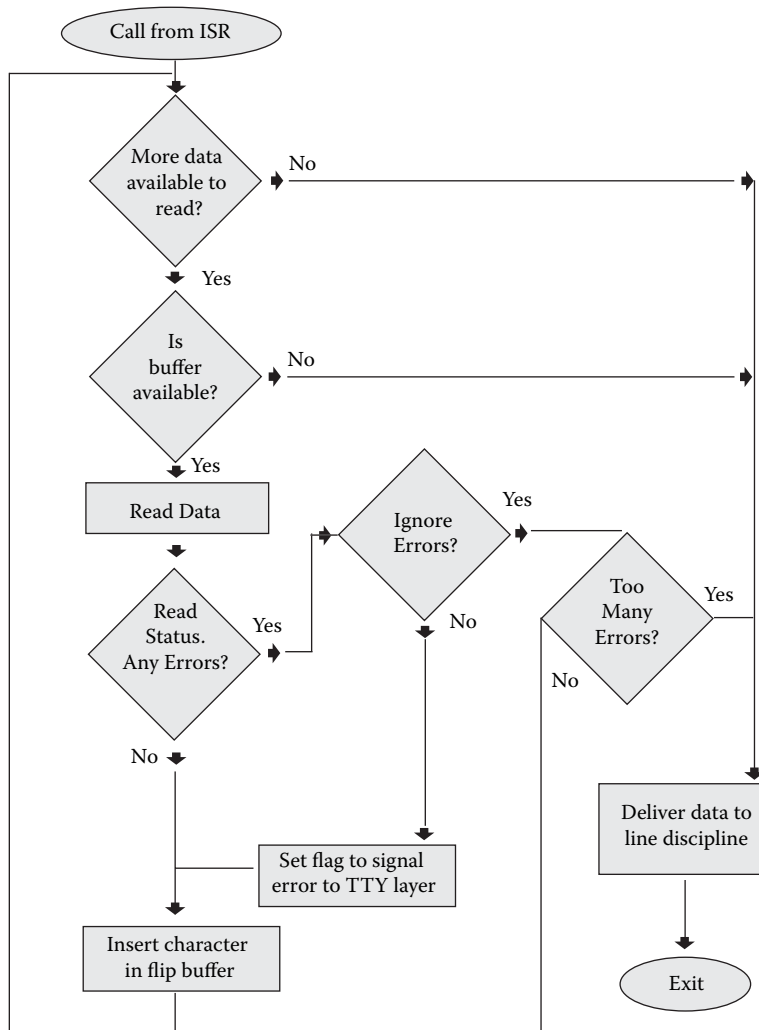 Call from ISR
More data
available to
read?
No
Yes
Is
buffer
available?
No
Yes
Read Data
Ignore
Errors?
Yes
No
Too
Many
Errors?
Yes
No
Read
Status.
Any Errors?
Yes
No
Set flag to signal
error to TTY layer
Deliver data to
line discipline
Insert character
in flip buffer
Exit